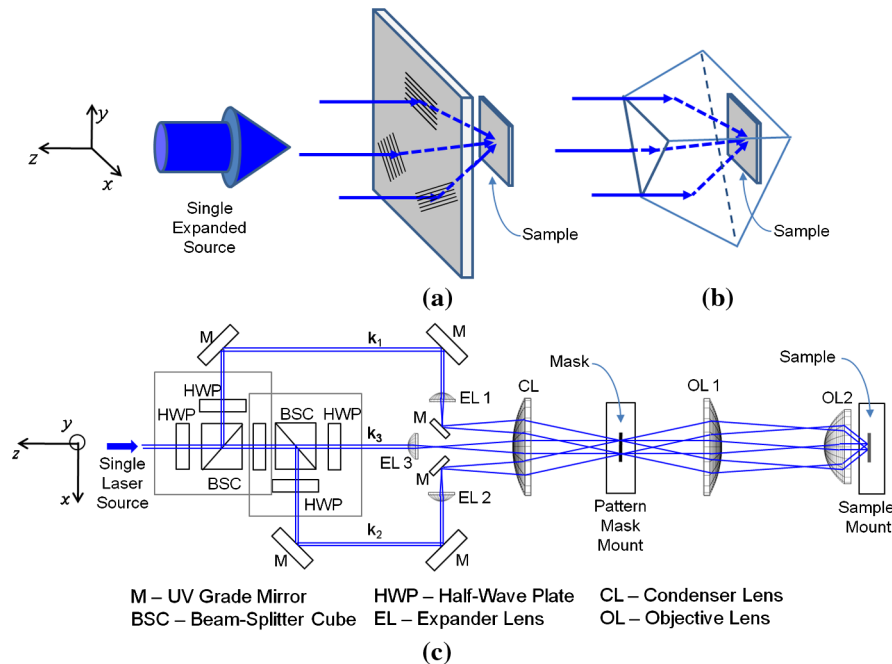 y
z
x
Single
Expanded
Source
Sample
Sample
(a)
(b)
M
k1
M
Mask
Sample
HWP
HWP
BSC
HWP
EL 1
CL
OL 1
OL2
M
y
z
x
k3
Single
Laser
Source
BSC
EL 3
M
EL 2
HWP
Pattern
Mask
Mount
Sample
Mount
k2
M
M
M – UV Grade Mirror
HWP – Half-Wave Plate
CL – Condenser Lens
BSC – Beam-Splitter Cube
EL – Expander Lens
OL – Objective Lens
(c)